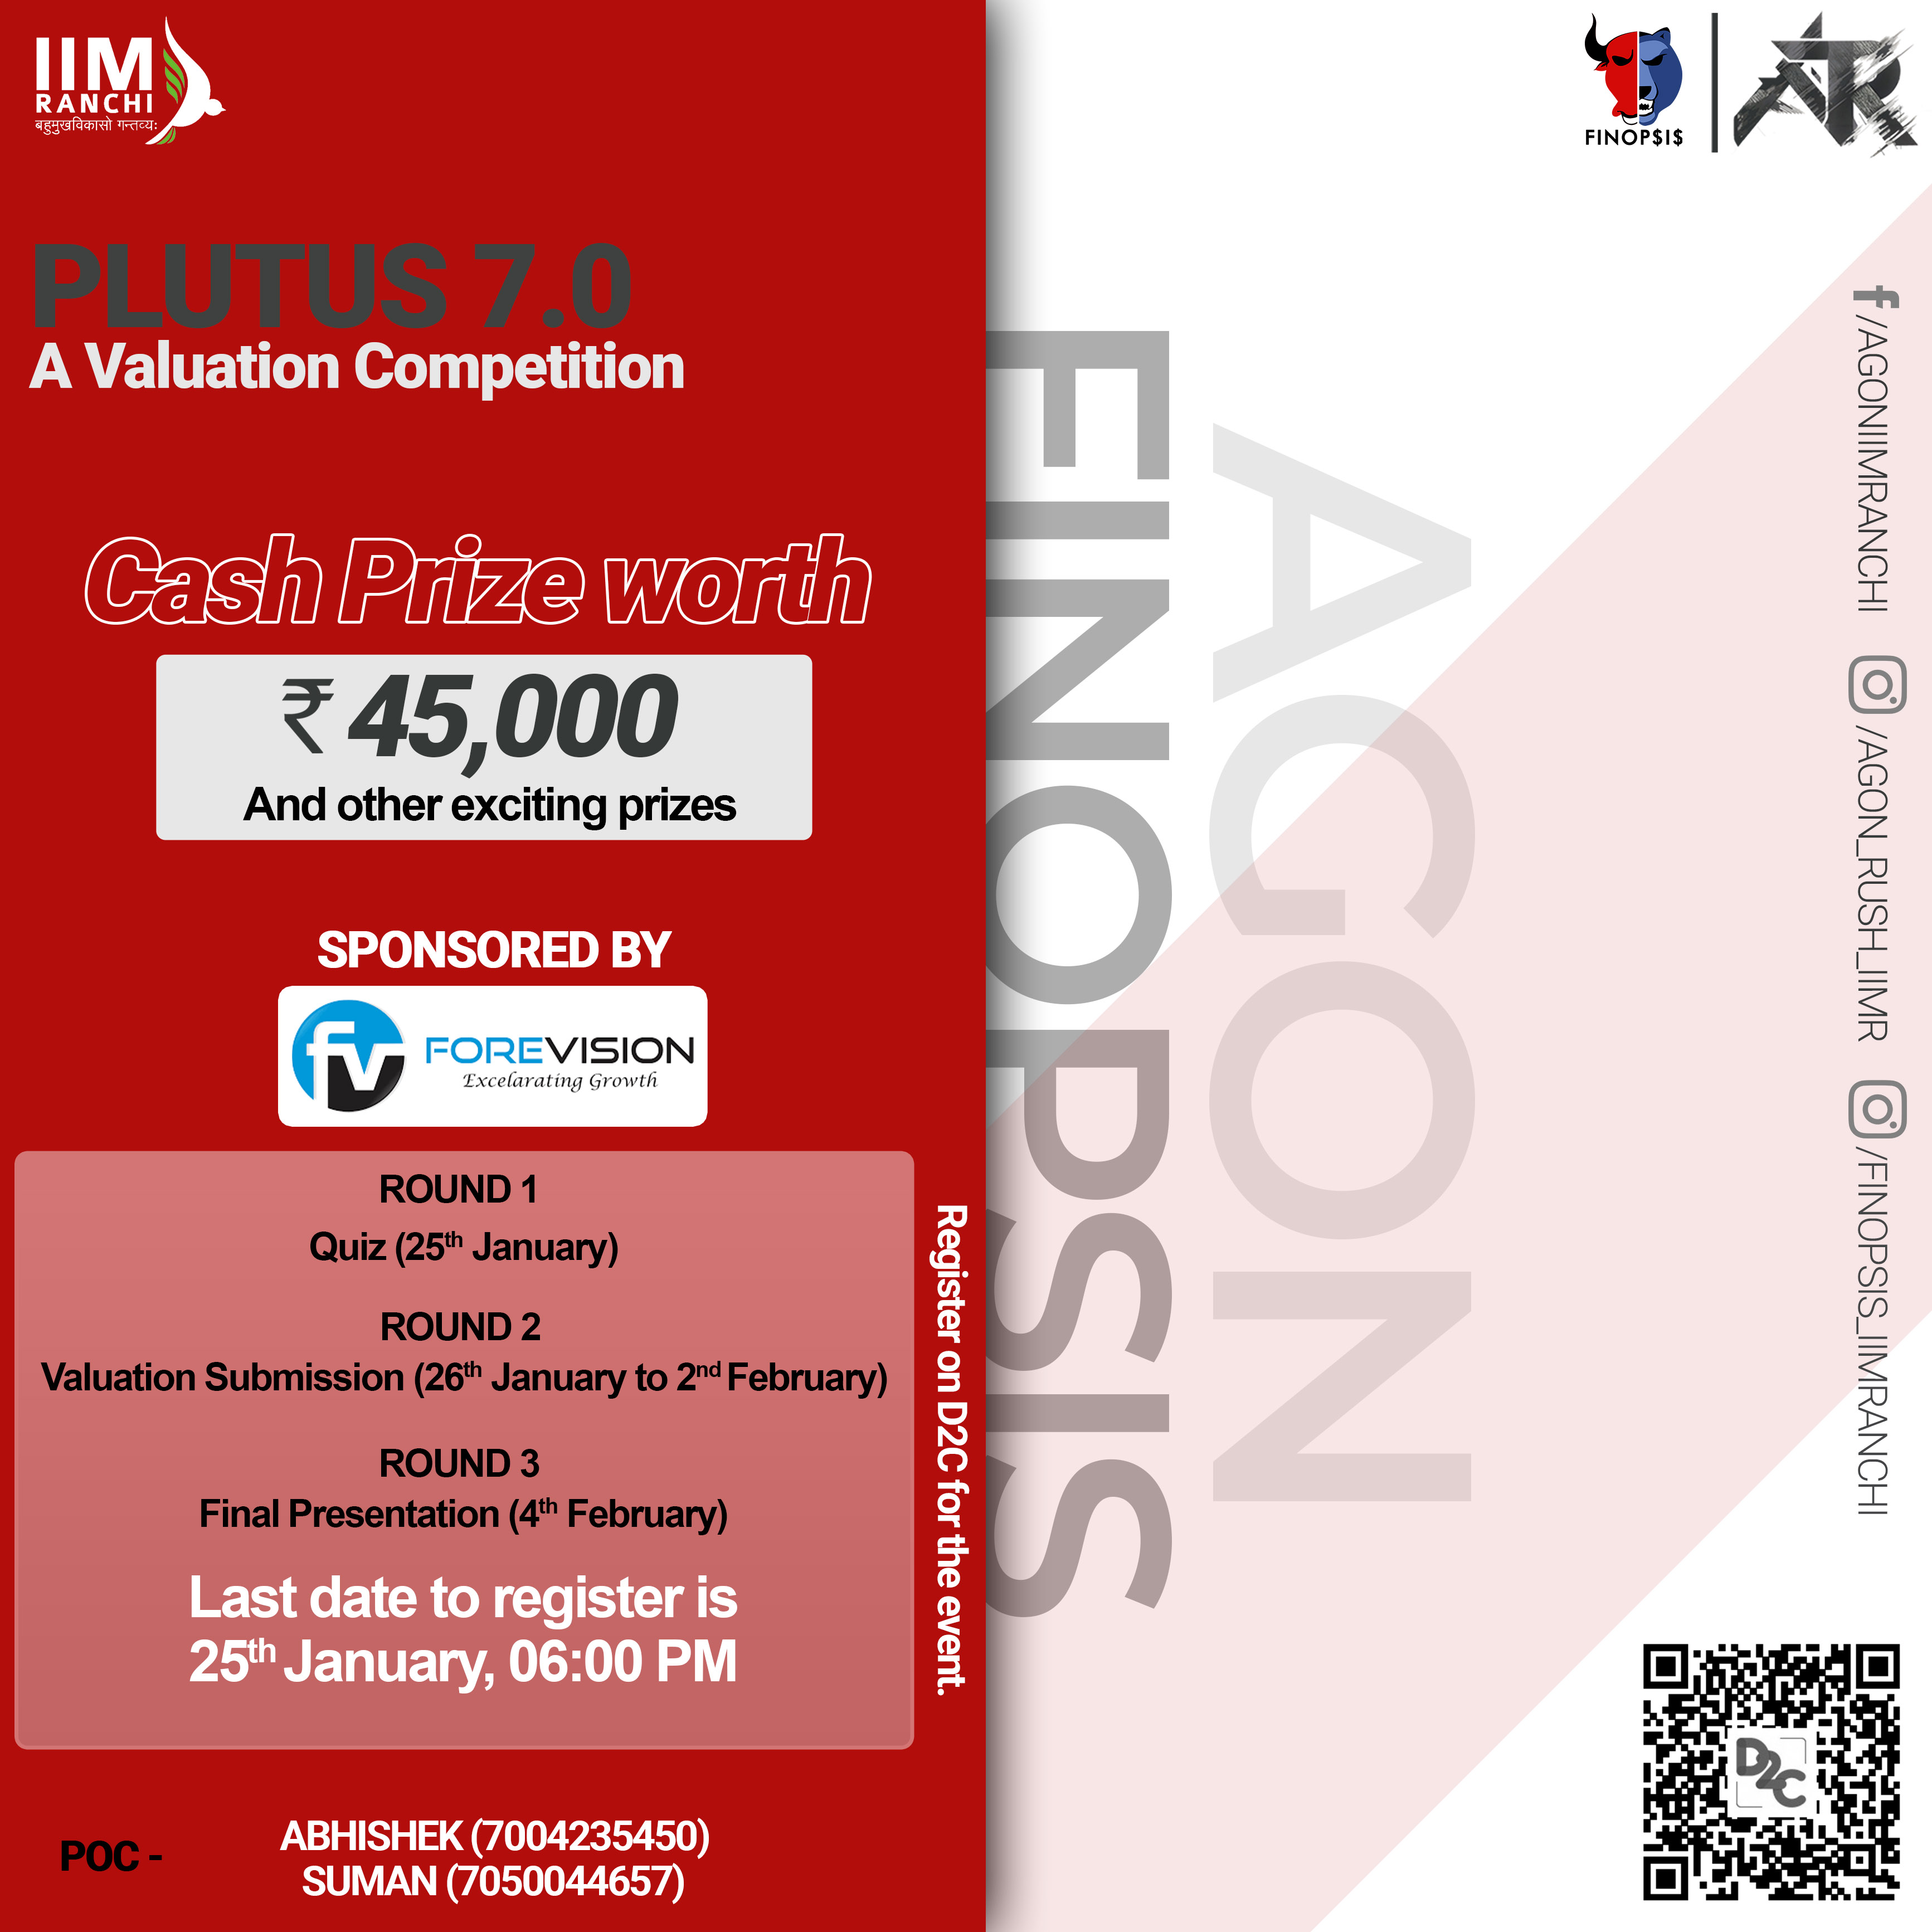 IIM
RANCHI
बहुमुखविकासो गन्तव्यः
FINOP$I$
ATR
PLUTUS 7.0
A Valuation Competition
Cash Prize worth
₹ 45,000
And other exciting prizes
SPONSORED BY
fv
FOREVISION
Excelarating Growth
ROUND 1
Quiz (25th January)
ROUND 2
Valuation Submission (26th January to 2nd February)
ROUND 3
Final Presentation (4th February)
Last date to register is
25th January, 06:00 PM
Register on D2C for the event.
POC -
ABHISHEK (7004235450)
SUMAN (7050044657)
FINOPSIS
AGON
f /AGONIIMRANCHI
/AGON_RUSH_IIMR
/FINOPSIS_IIMRANCHI
D2C